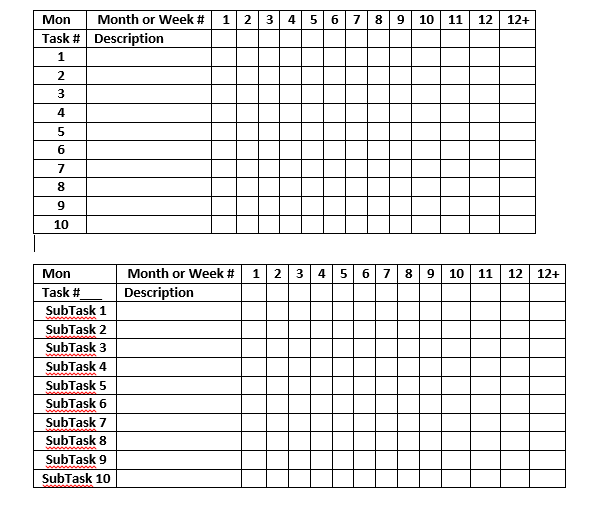 Mon Month or Week # 1 2 3 4 5 6 7 8 9 10 11 12 12+
Task # Description
1
2
3
4
5
6
7
8
9
10
Mon Month or Week # 1 2 3 4 5 6 7 8 9 10 11 12 12+
Task #___ Description
SubTask 1
SubTask 2
SubTask 3
SubTask 4
SubTask 5
SubTask 6
SubTask 7
SubTask 8
SubTask 9
SubTask 10